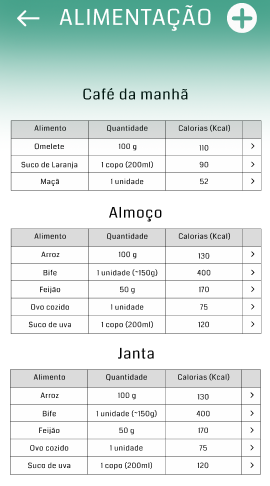 ALIMENTAÇÃO
Café da manhã
Alimento Quantidade Calorias (Kcal)
Omelete 100 g 110
Suco de Laranja 1 copo (200ml) 90
Maçã 1 unidade 52
Almoço
Alimento Quantidade Calorias (Kcal)
Arroz 100 g 130
Bife 1 unidade (~150g) 400
Feijão 50 g 170
Ovo cozido 1 unidade 75
Suco de uva 1 copo (200ml) 120
Janta
Alimento Quantidade Calorias (Kcal)
Arroz 100 g 130
Bife 1 unidade (~150g) 400
Feijão 50 g 170
Ovo cozido 1 unidade 75
Suco de uva 1 copo (200ml) 120